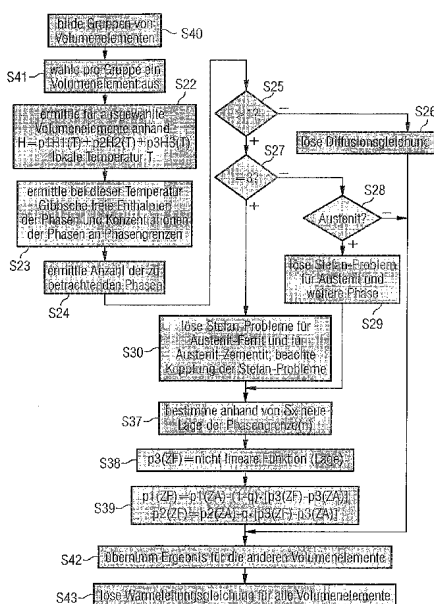 bilde Gruppen von
Volumenelementen
S40
S41
wähle pro Gruppe ein
Volumenelement aus
S22
ermittle für ausgewählte
Volumenelemente anhand
H=p1H1(T)+p2H2(T)+p3H3(T)
lokale Temperatur T
ermittle bei dieser Temperatur
Gibbsche freie Enthalpien
der Phasen und Konzentrationen
der Phasen an Phasengrenzen
S23
ermittle Anzahl der zu
betrachtenden Phasen
S24
S25
+
−
S26
löse Diffusionsgleichung
S27
+
−
S28
Austenit?
+
−
löse Stefan-Problem
für Austenit und
weitere Phase
S29
S30
löse Stefan-Probleme für
Austenit-Ferrit und für
Austenit-Zementit; beachte
Kopplung der Stefan-Probleme
S37
bestimme anhand von δx neue
Lage der Phasengrenze(n)
S38
p3(ZF)=nicht lineare Funktion (Lage)
S39
p1(ZF)=p1(ZA)-(1-q)·[p3(ZF)-p3(ZA)]
p2(ZF)=p2(ZA)-q·[p3(ZF)-p3(ZA)]
S42
übernimm Ergebnis für die anderen Volumenelemente
S43
löse Wärmeleitungsgleichung für alle Volumenelemente